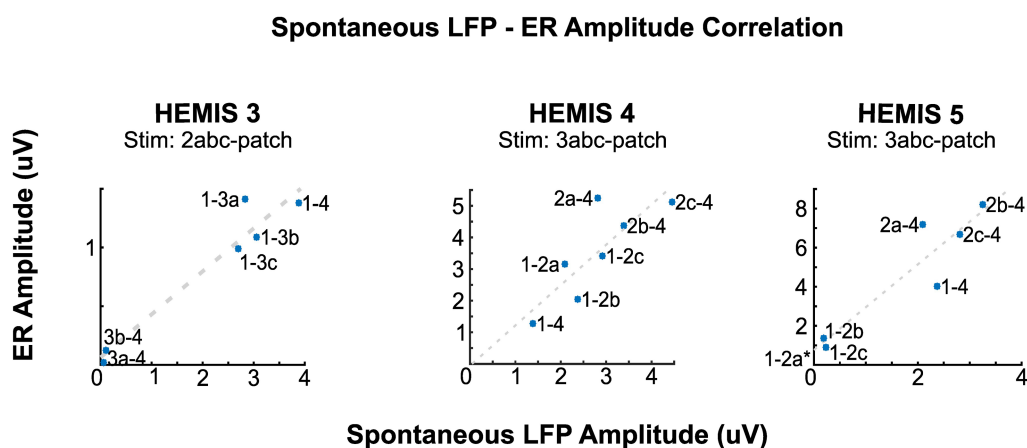 Spontaneous LFP - ER Amplitude Correlation
HEMIS 3
Stim: 2abc-patch
HEMIS 4
Stim: 3abc-patch
HEMIS 5
Stim: 3abc-patch
ER Amplitude (uV)
1
1-3a
1-4
1-3b
1-3c
3b-4
3a-4
0 1 2 3 4
5
4
3
2
1
0 1 2 3 4
2a-4
2c-4
2b-4
1-2a
1-2c
1-2b
1-4
8
6
4
2
0 2 4
2b-4
2a-4
2c-4
1-4
1-2b
1-2a*
1-2c
Spontaneous LFP Amplitude (uV)